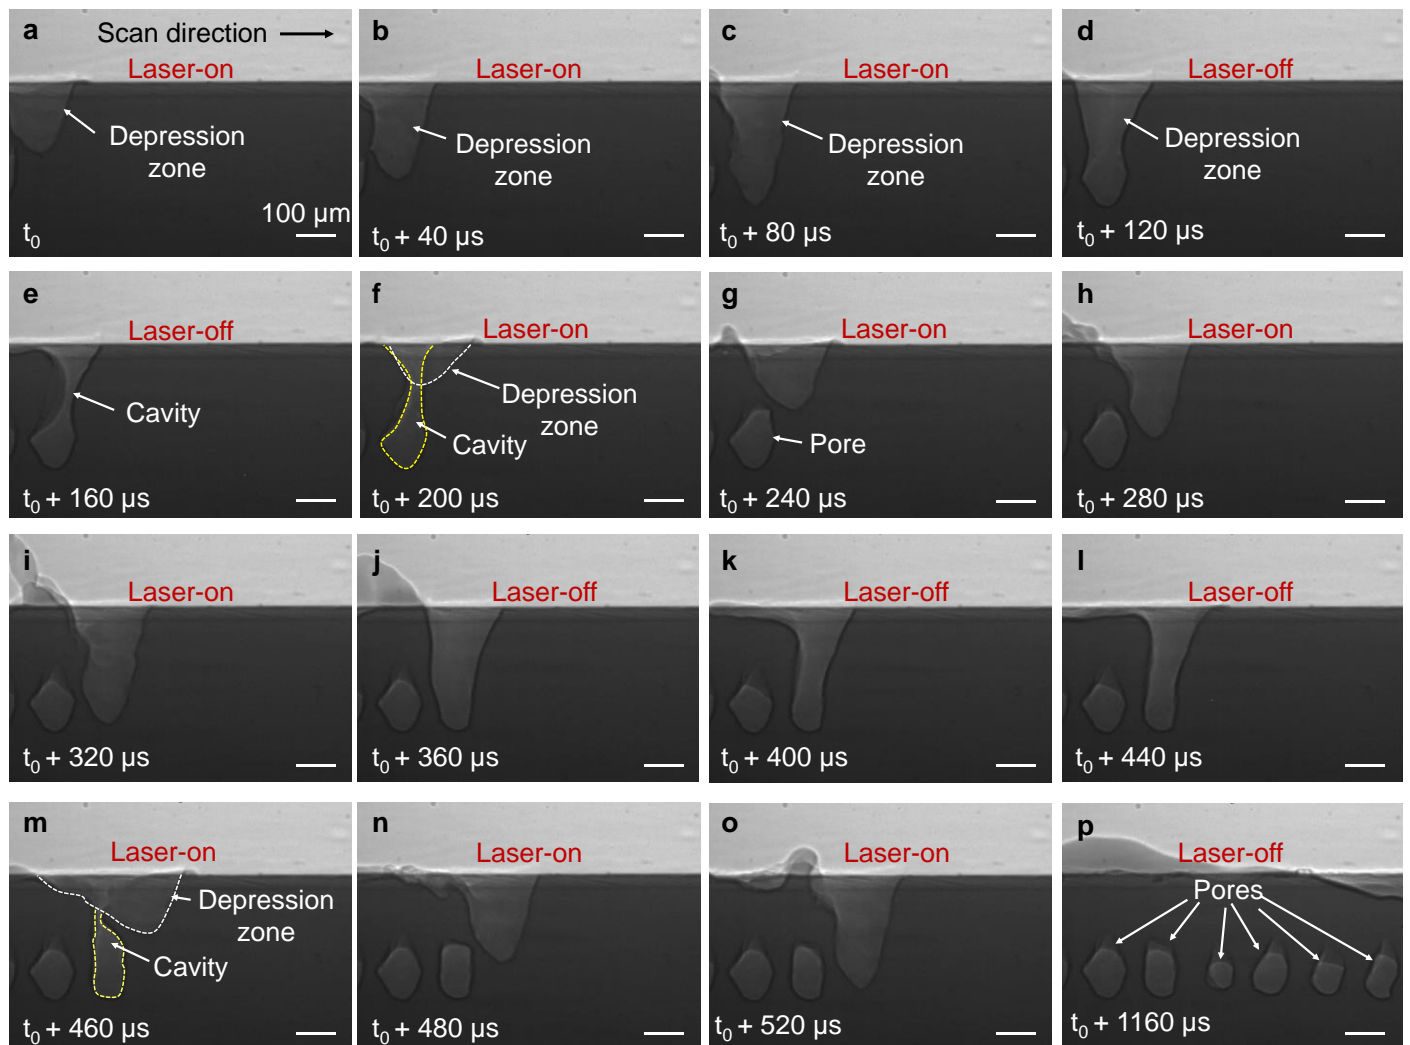 a Scan direction
Laser-on
Depression
zone
100 µm
t0
b
Laser-on
Depression
zone
t0 + 40 µs
c
Laser-on
Depression
zone
t0 + 80 µs
d
Laser-off
Depression
zone
t0 + 120 µs
e
Laser-off
Cavity
t0 + 160 µs
f
Laser-on
Depression
zone
Cavity
t0 + 200 µs
g
Laser-on
Pore
t0 + 240 µs
h
Laser-on
t0 + 280 µs
i
Laser-on
t0 + 320 µs
j
Laser-off
t0 + 360 µs
k
Laser-off
t0 + 400 µs
l
Laser-off
t0 + 440 µs
m
Laser-on
Depression
zone
Cavity
t0 + 460 µs
n
Laser-on
t0 + 480 µs
o
Laser-on
t0 + 520 µs
p
Laser-off
Pores
t0 + 1160 µs